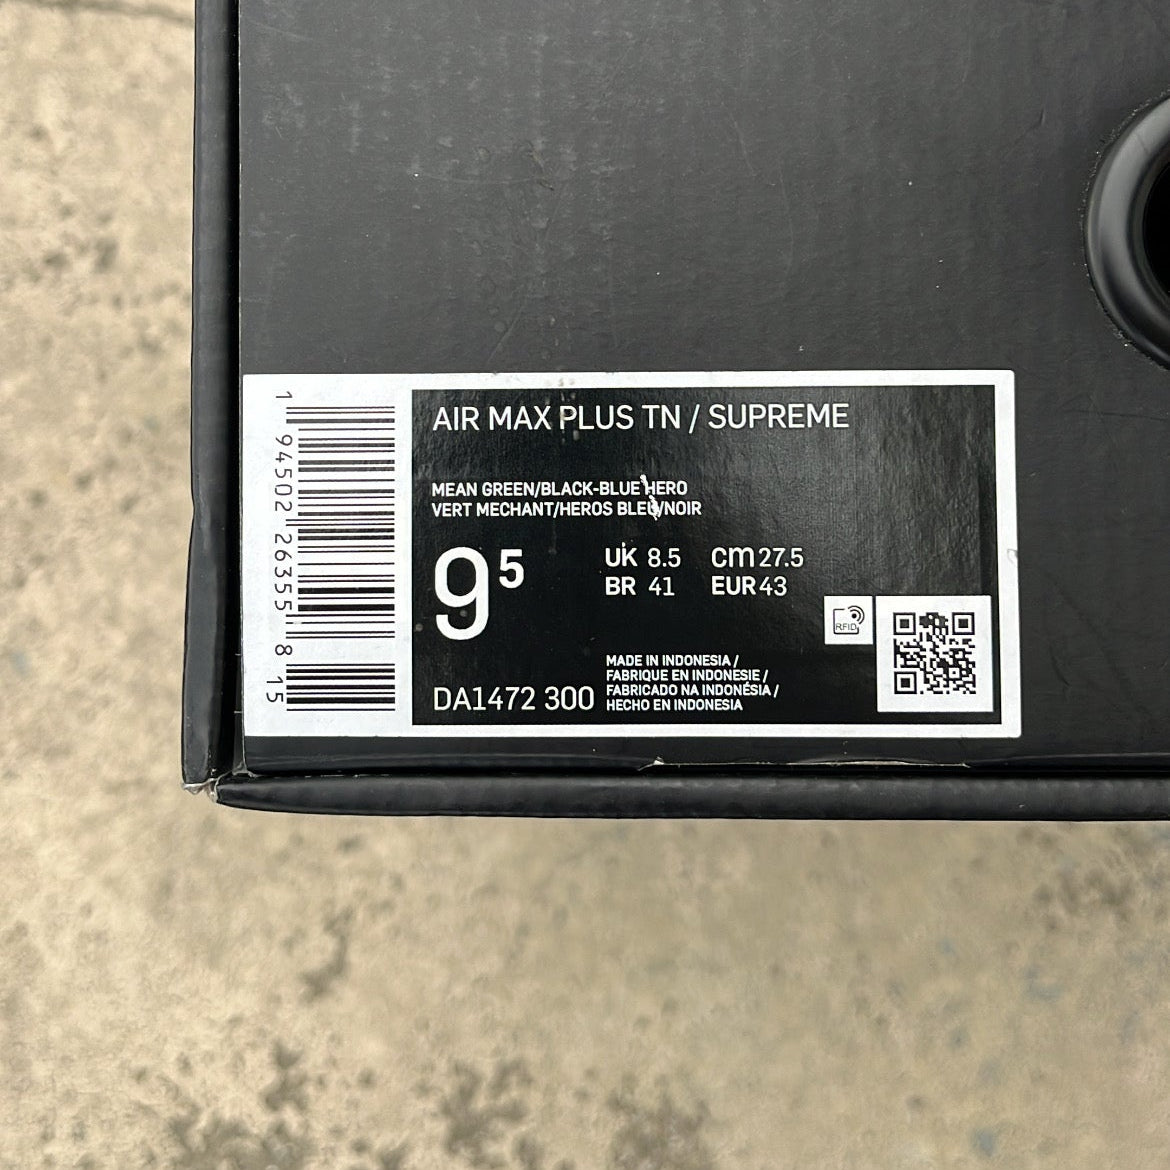 AIR MAX PLUS TN / SUPREME
MEAN GREEN/BLACK-BLUE HERO
VERT MECHANT/HEROS BLEU/NOIR
9 5
UK 8.5 cm 27.5
BR 41 EUR 43
RFID
MADE IN INDONESIA /
FABRIQUE EN INDONESIE /
FABRICADO NA INDONÉSIA /
HECHO EN INDONESIA
DA1472 300
1 94502 26355 8 15